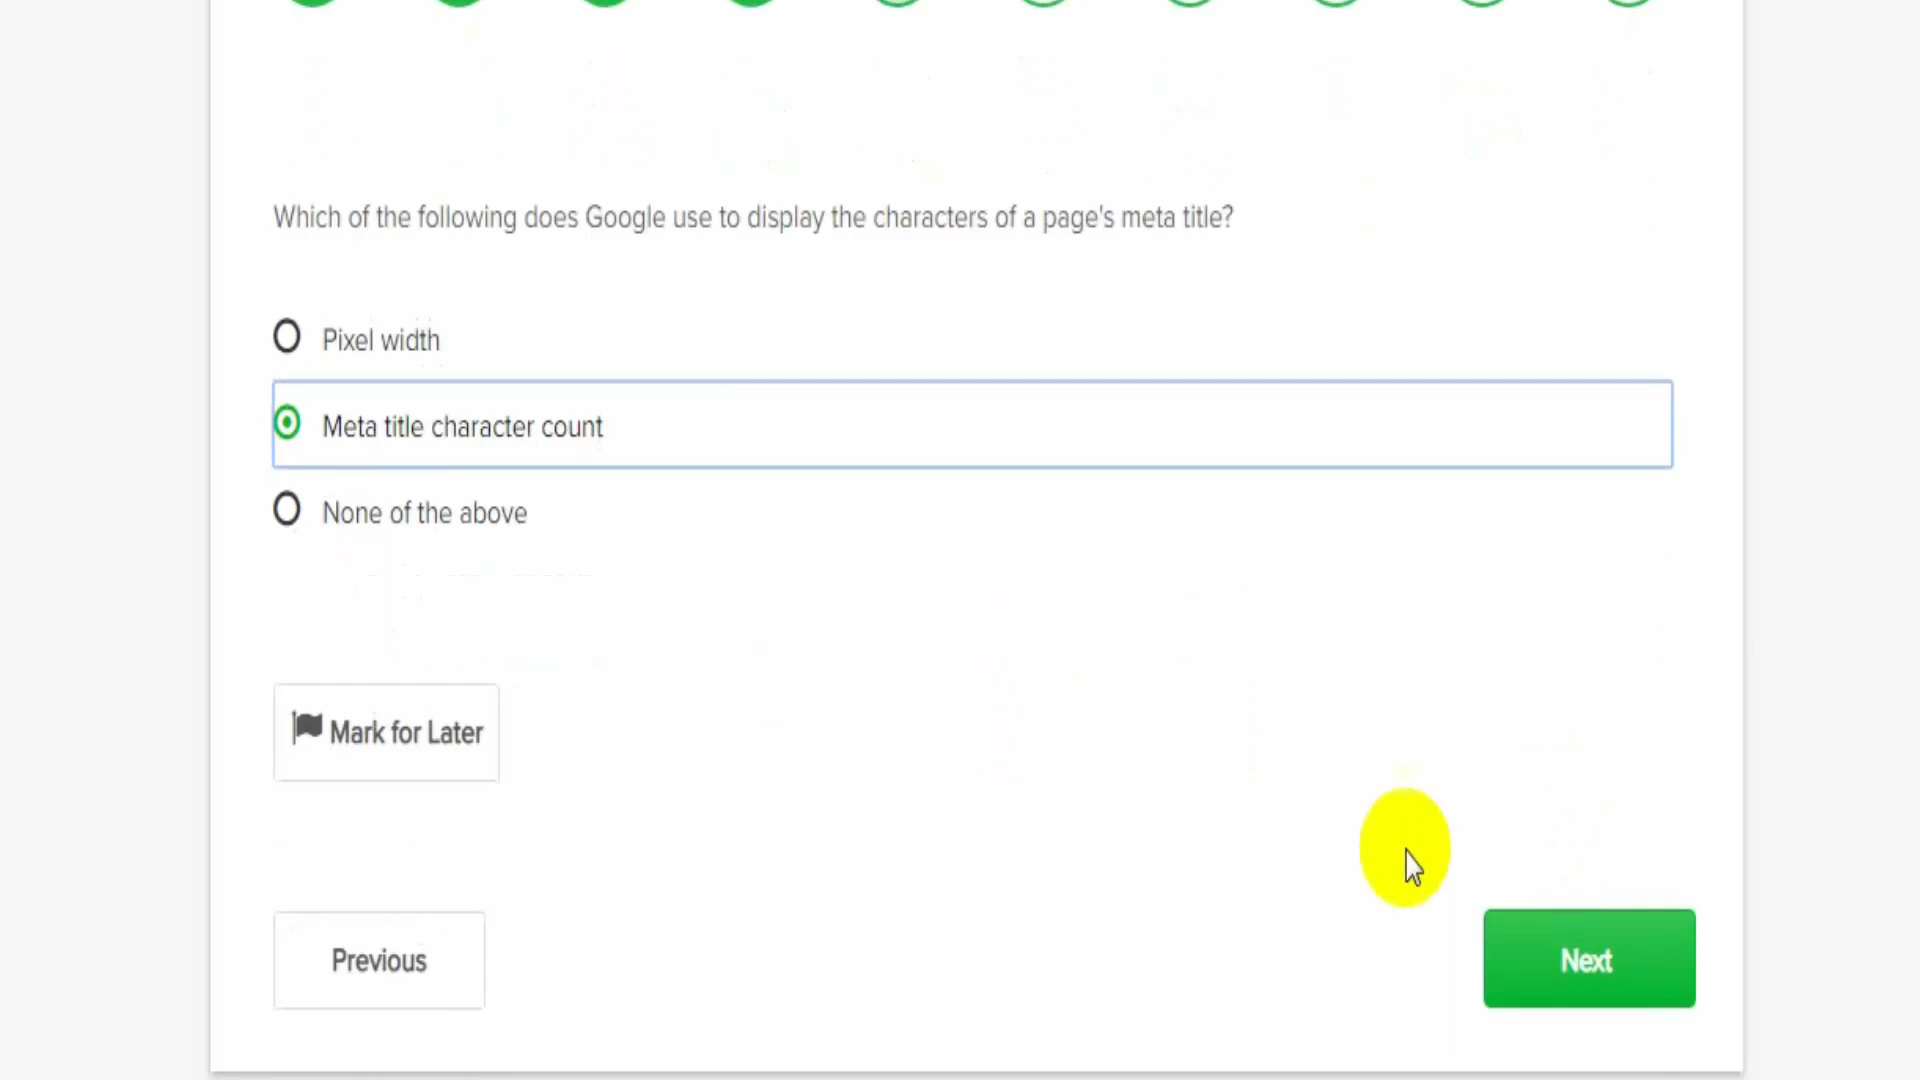 Which of the following does Google use to display the characters of a page's meta title?
Pixel width
Meta title character count
None of the above
Mark for Later
Previous
Next